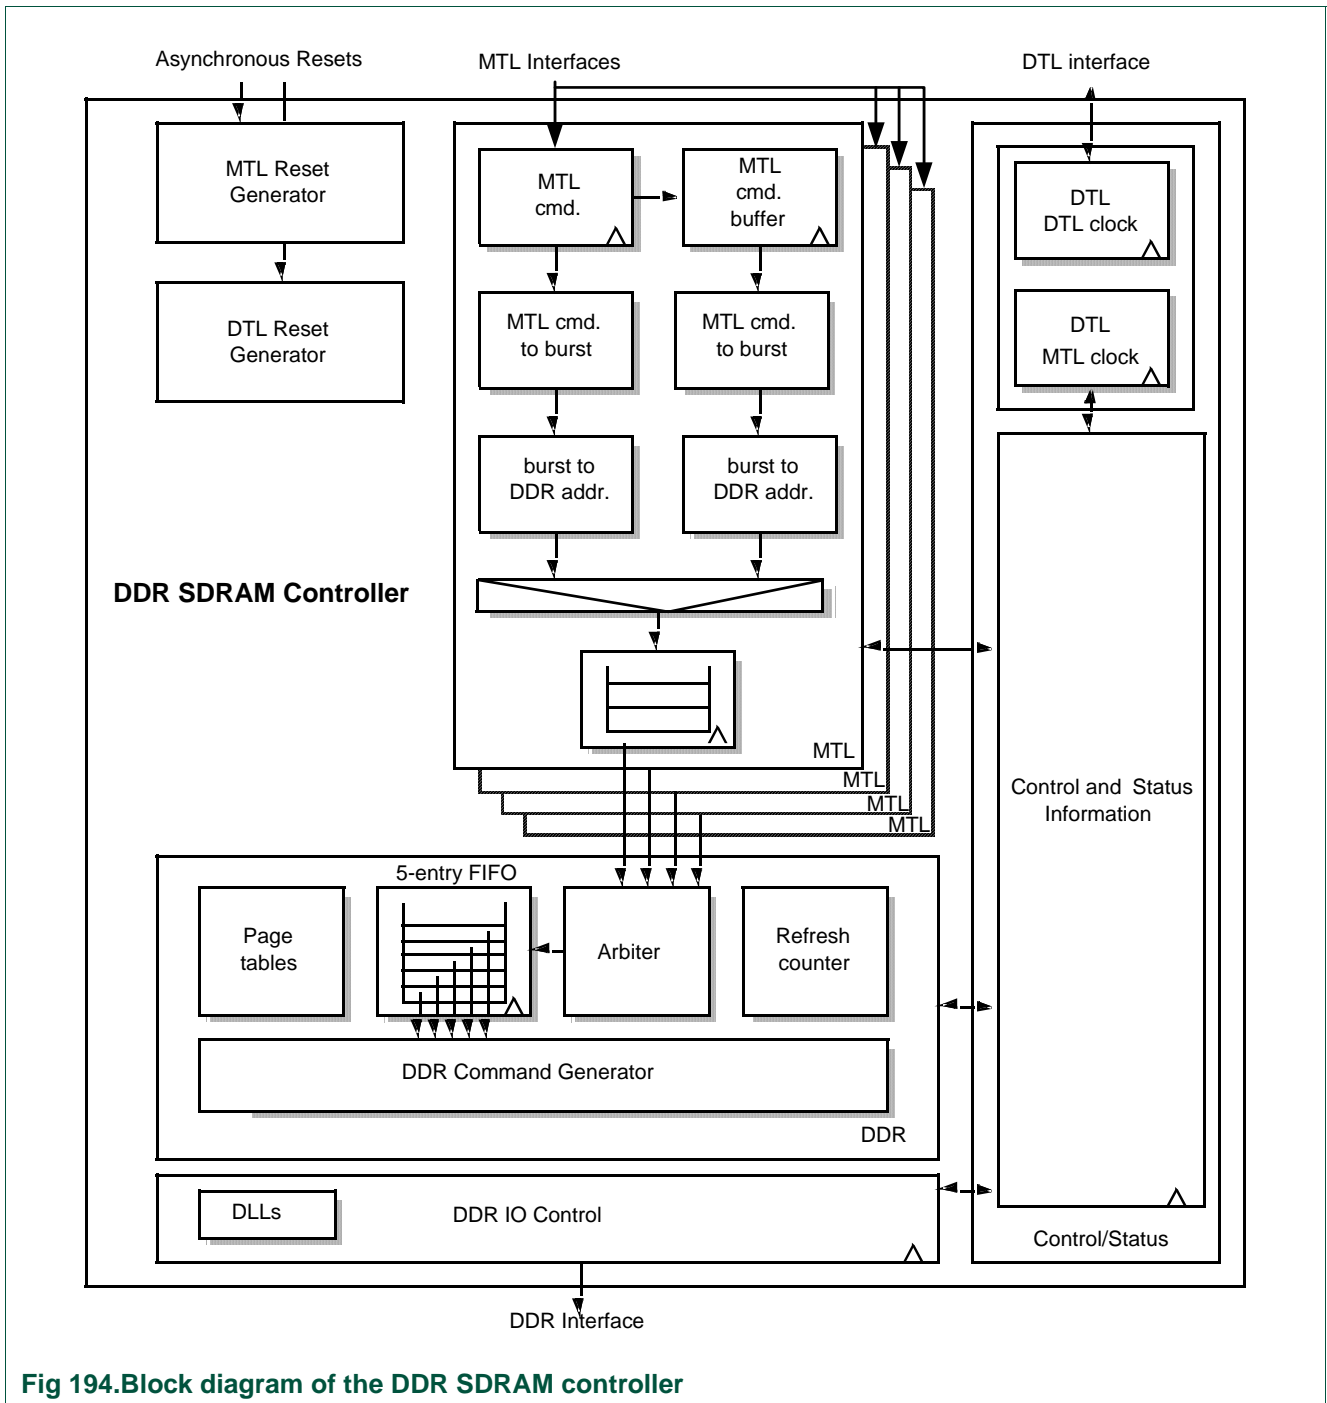 Asynchronous Resets
MTL Interfaces
DTL interface
MTL Reset
Generator
DTL Reset
Generator
MTL
cmd.
MTL
cmd.
buffer
MTL cmd.
to burst
MTL cmd.
to burst
burst to
DDR addr.
burst to
DDR addr.
DTL
DTL clock
DTL
MTL clock
DDR SDRAM Controller
MTL
MTL
MTL
MTL
Control and Status
Information
5-entry FIFO
Page
tables
Arbiter
Refresh
counter
DDR Command Generator
DDR
DLLs
DDR IO Control
Control/Status
DDR Interface
Fig 194.Block diagram of the DDR SDRAM controller